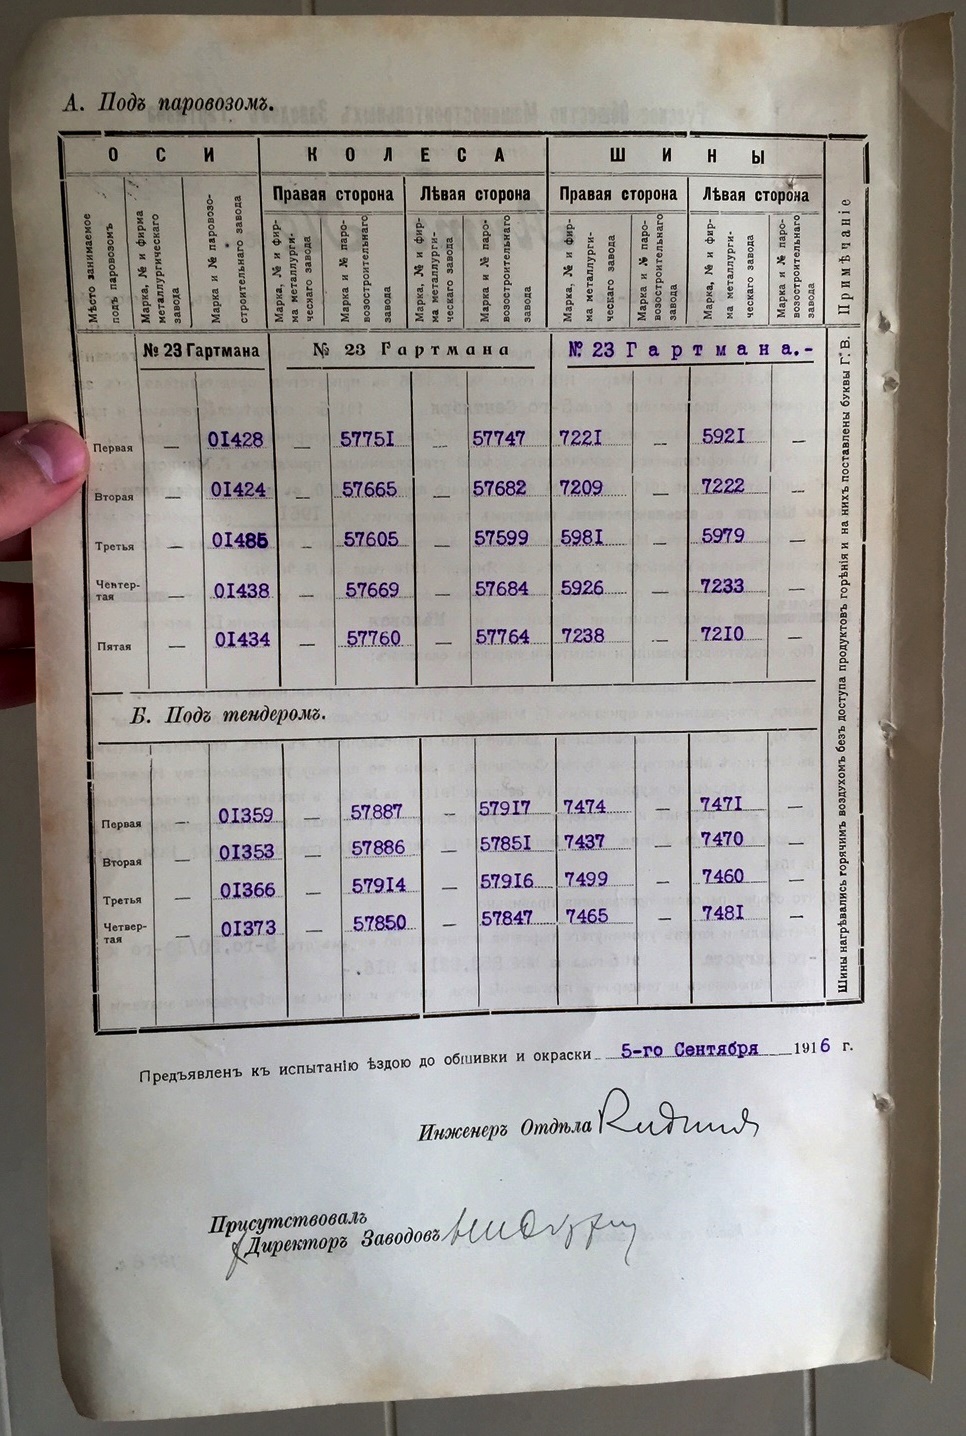 А. Подъ паровозомъ.
ОСИ КОЛЕСА ШИНЫ Примѣчаніе
Правая сторона Лѣвая сторона Правая сторона Лѣвая сторона
Мѣсто занимаемое подъ паровозомъ
Марка, № и фирма металлургическаго завода
Марка и № паровозостроительнаго завода
Марка, № и фирма металлургическаго завода
Марка и № паровозостроительнаго завода
Марка, № и фирма металлургическаго завода
Марка и № паровозостроительнаго завода
Марка, № и фирма металлургическаго завода
Марка и № паровозостроительнаго завода
Марка, № и фирма металлургическаго завода
Марка и № паровозостроительнаго завода
№ 23 Гартмана № 23 Гартмана № 23 Гартмана.-
Первая — 01428 — 57751 — 57747 7221 — 5921 —
Вторая — 01424 — 57665 — 57682 7209 — 7222 —
Третья — 01485 — 57605 — 57599 5981 — 5979 —
Четвер-
тая — 01438 — 57669 — 57684 5926 — 7233 —
Пятая — 01434 — 57760 — 57764 7238 — 7210 —
Шины нагрѣвались горячимъ воздухомъ безъ доступа продуктовъ горѣнія и на нихъ поставлены буквы Г. В.
Б. Подъ тендеромъ.
Первая — 01359 — 57887 — 57917 7474 — 7471 —
Вторая — 01353 — 57886 — 57851 7437 — 7470 —
Третья — 01366 — 57914 — 57916 7499 — 7460 —
Четвер-
тая — 01373 — 57850 — 57847 7465 — 7481 —
Предъявленъ къ испытанію ѣздою до обшивки и окраски 5-го Сентября 1916 г.
Инженеръ Отдѣла
Присутствовалъ
Директоръ Заводовъ